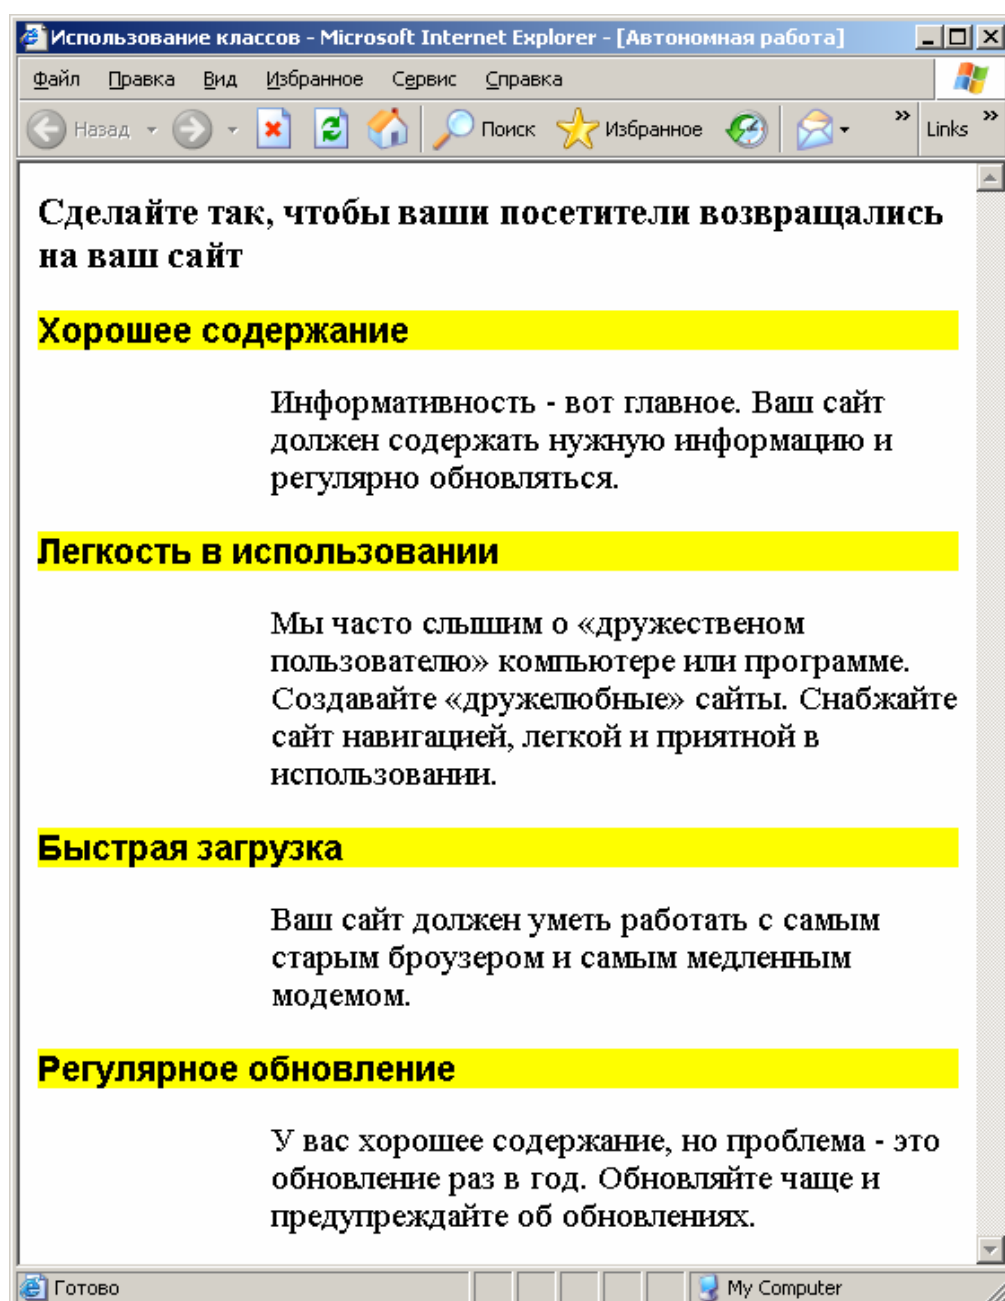 Использование классов - Microsoft Internet Explorer - [Автономная работа]
Файл Правка Вид Избранное Сервис Справка
Назад Поиск Избранное » Links »
Сделайте так, чтобы ваши посетители возвращались
на ваш сайт
Хорошее содержание
Информативность - вот главное. Ваш сайт
должен содержать нужную информацию и
регулярно обновляться.
Легкость в использовании
Мы часто слышим о «дружественом
пользователю» компьютере или программе.
Создавайте «дружелюбные» сайты. Снабжайте
сайт навигацией, легкой и приятной в
использовании.
Быстрая загрузка
Ваш сайт должен уметь работать с самым
старым броузером и самым медленным
модемом.
Регулярное обновление
У вас хорошее содержание, но проблема - это
обновление раз в год. Обновляйте чаще и
предупреждайте об обновлениях.
Готово My Computer